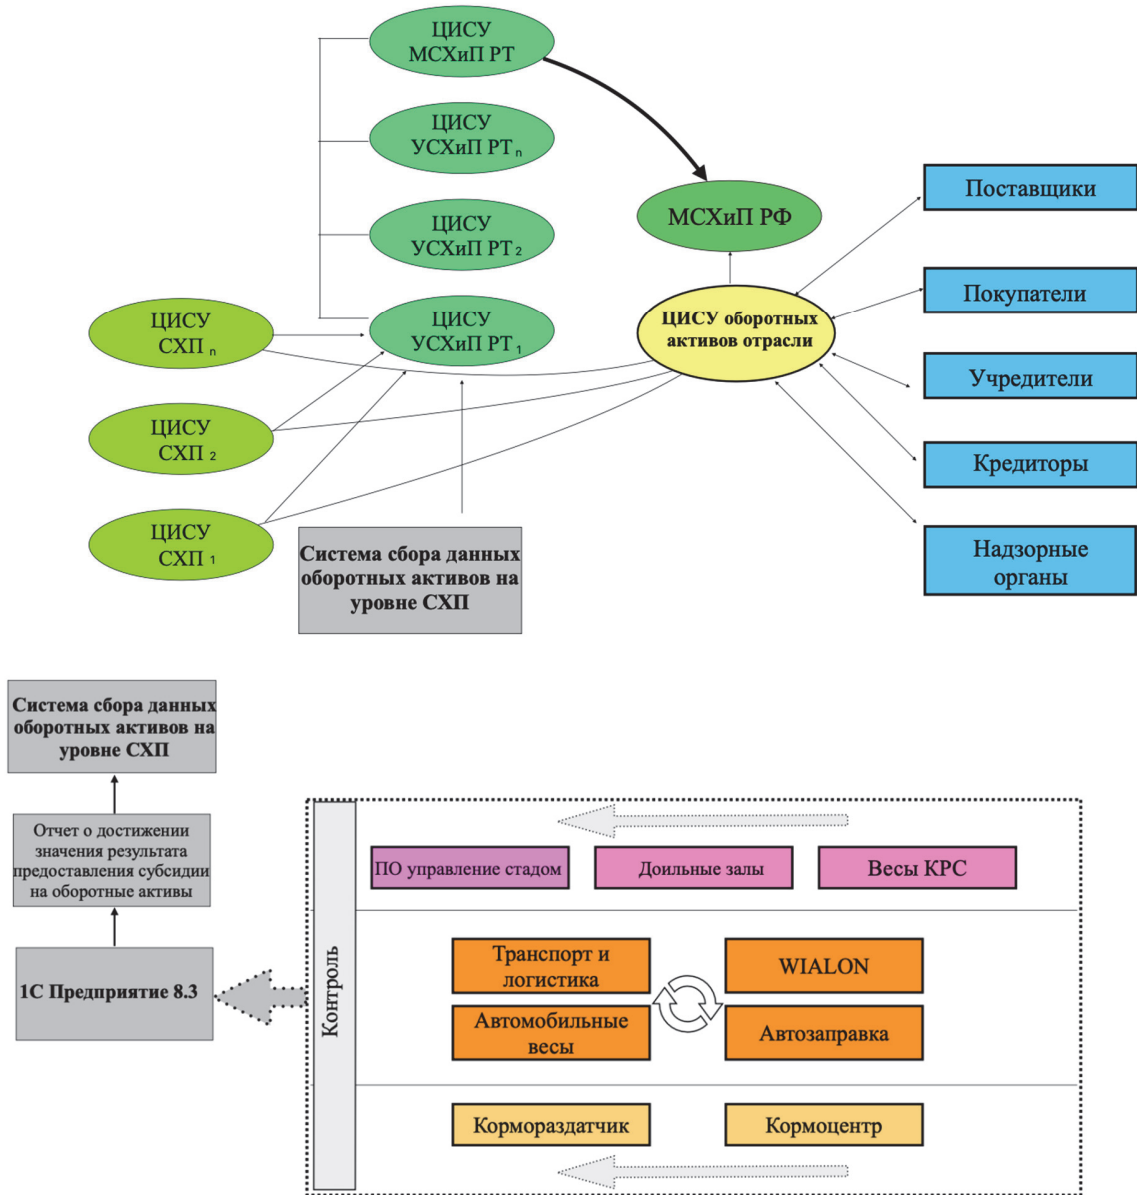 ЦИСУ
МСХиП РТ
ЦИСУ
УСХиП РТ n
ЦИСУ
УСХиП РТ 2
ЦИСУ
УСХиП РТ 1
МСХиП РФ
ЦИСУ оборотных
активов отрасли
ЦИСУ
СХП n
ЦИСУ
СХП 2
ЦИСУ
СХП 1
Система сбора данных
оборотных активов на
уровне СХП
Поставщики
Покупатели
Учредители
Кредиторы
Надзорные
органы
Система сбора данных
оборотных активов на
уровне СХП
Отчет о достижении
значения результата
предоставления субсидии
на оборотные активы
1С Предприятие 8.3
Контроль
ПО управление стадом
Доильные залы
Весы КРС
Транспорт и
логистика
WIALON
Автомобильные
весы
Автозаправка
Кормораздатчик
Кормоцентр